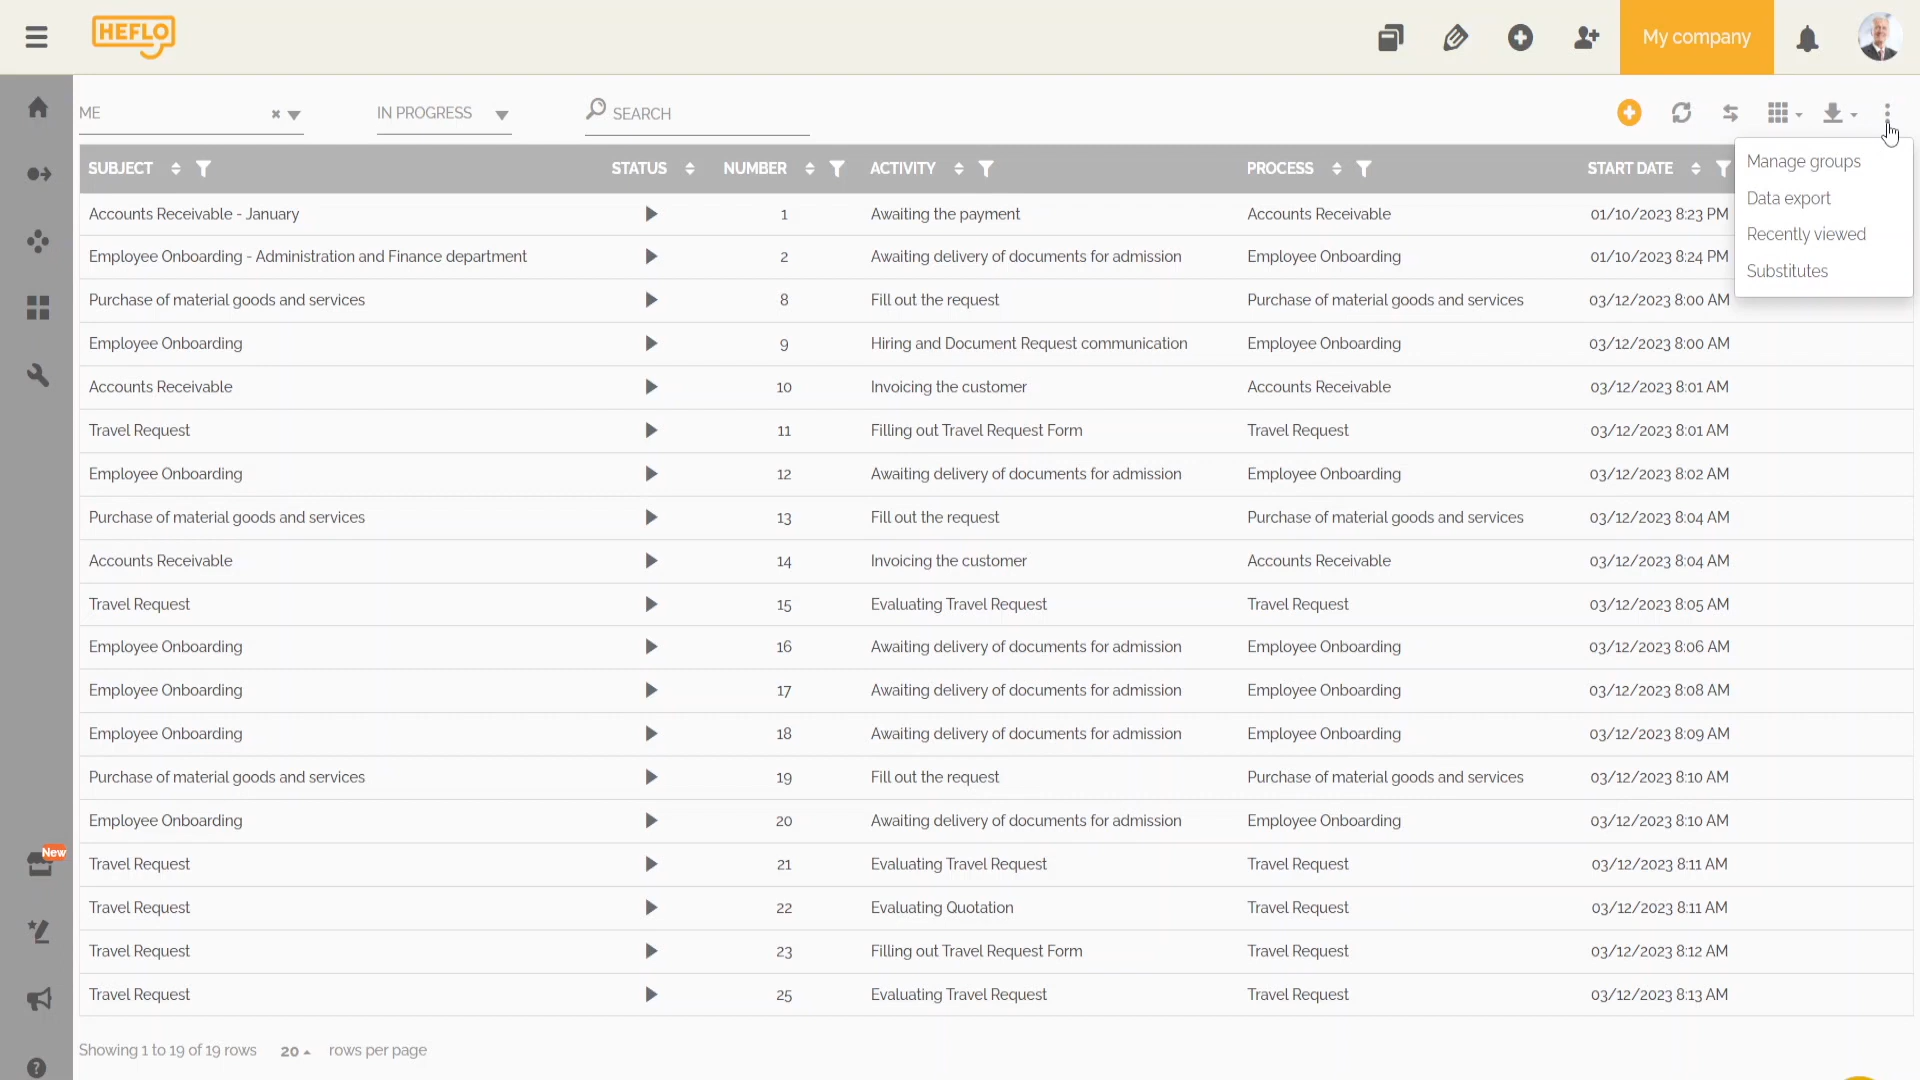 HEFLO
My company
ME
IN PROGRESS
SEARCH
SUBJECT STATUS NUMBER ACTIVITY PROCESS START DATE
Manage groups
Data export
Recently viewed
Substitutes
Accounts Receivable - January 1 Awaiting the payment Accounts Receivable 01/10/2023 8:23 PM
Employee Onboarding - Administration and Finance department 2 Awaiting delivery of documents for admission Employee Onboarding 01/10/2023 8:24 PM
Purchase of material goods and services 8 Fill out the request Purchase of material goods and services 03/12/2023 8:00 AM
Employee Onboarding 9 Hiring and Document Request communication Employee Onboarding 03/12/2023 8:00 AM
Accounts Receivable 10 Invoicing the customer Accounts Receivable 03/12/2023 8:01 AM
Travel Request 11 Filling out Travel Request Form Travel Request 03/12/2023 8:01 AM
Employee Onboarding 12 Awaiting delivery of documents for admission Employee Onboarding 03/12/2023 8:02 AM
Purchase of material goods and services 13 Fill out the request Purchase of material goods and services 03/12/2023 8:04 AM
Accounts Receivable 14 Invoicing the customer Accounts Receivable 03/12/2023 8:04 AM
Travel Request 15 Evaluating Travel Request Travel Request 03/12/2023 8:05 AM
Employee Onboarding 16 Awaiting delivery of documents for admission Employee Onboarding 03/12/2023 8:06 AM
Employee Onboarding 17 Awaiting delivery of documents for admission Employee Onboarding 03/12/2023 8:08 AM
Employee Onboarding 18 Awaiting delivery of documents for admission Employee Onboarding 03/12/2023 8:09 AM
Purchase of material goods and services 19 Fill out the request Purchase of material goods and services 03/12/2023 8:10 AM
Employee Onboarding 20 Awaiting delivery of documents for admission Employee Onboarding 03/12/2023 8:10 AM
Travel Request 21 Evaluating Travel Request Travel Request 03/12/2023 8:11 AM
Travel Request 22 Evaluating Quotation Travel Request 03/12/2023 8:11 AM
Travel Request 23 Filling out Travel Request Form Travel Request 03/12/2023 8:12 AM
Travel Request 25 Evaluating Travel Request Travel Request 03/12/2023 8:13 AM
New
Showing 1 to 19 of 19 rows 20 rows per page